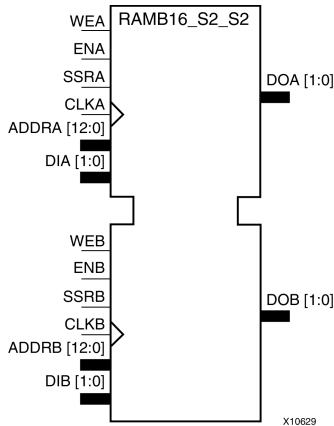 RAMB16_S2_S2
WEA
ENA
SSRA
CLKA
ADDRA [12:0]
DIA [1:0]
DOA [1:0]
WEB
ENB
SSRB
CLKB
ADDRB [12:0]
DIB [1:0]
DOB [1:0]
X10629